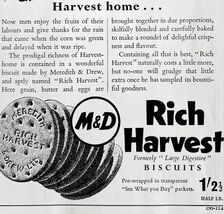 Harvest home . . .
Now men enjoy the fruits of their
labours and give thanks for the rain
that came when the corn was green
and delayed when it was ripe.
The prodigal riches of Harvest-
home is contained in a wonderful
biscuit made by Meredith & Drew,
and aptly named "Rich Harvest".
Here grain, butter, and eggs are
brought together in due proportions,
skilfully blended and carefully baked
to make a roundel of delightful crisp-
ness and flavour.
Containing all that is best, "Rich
Harvest" naturally costs a little more,
but no-one will grudge that little
extra once he has sampled its bounti-
ful goodness.
M&D
Rich
Harvest
Formerly "Large Digestive"
BISCUITS
Pre-wrapped in transparent
"See What you Buy" packets.
1/2½
HALF LB.